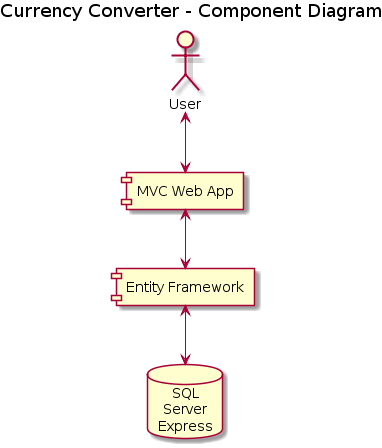 Currency Converter - Component Diagram
User
MVC Web App
Entity Framework
SQL
Server
Express